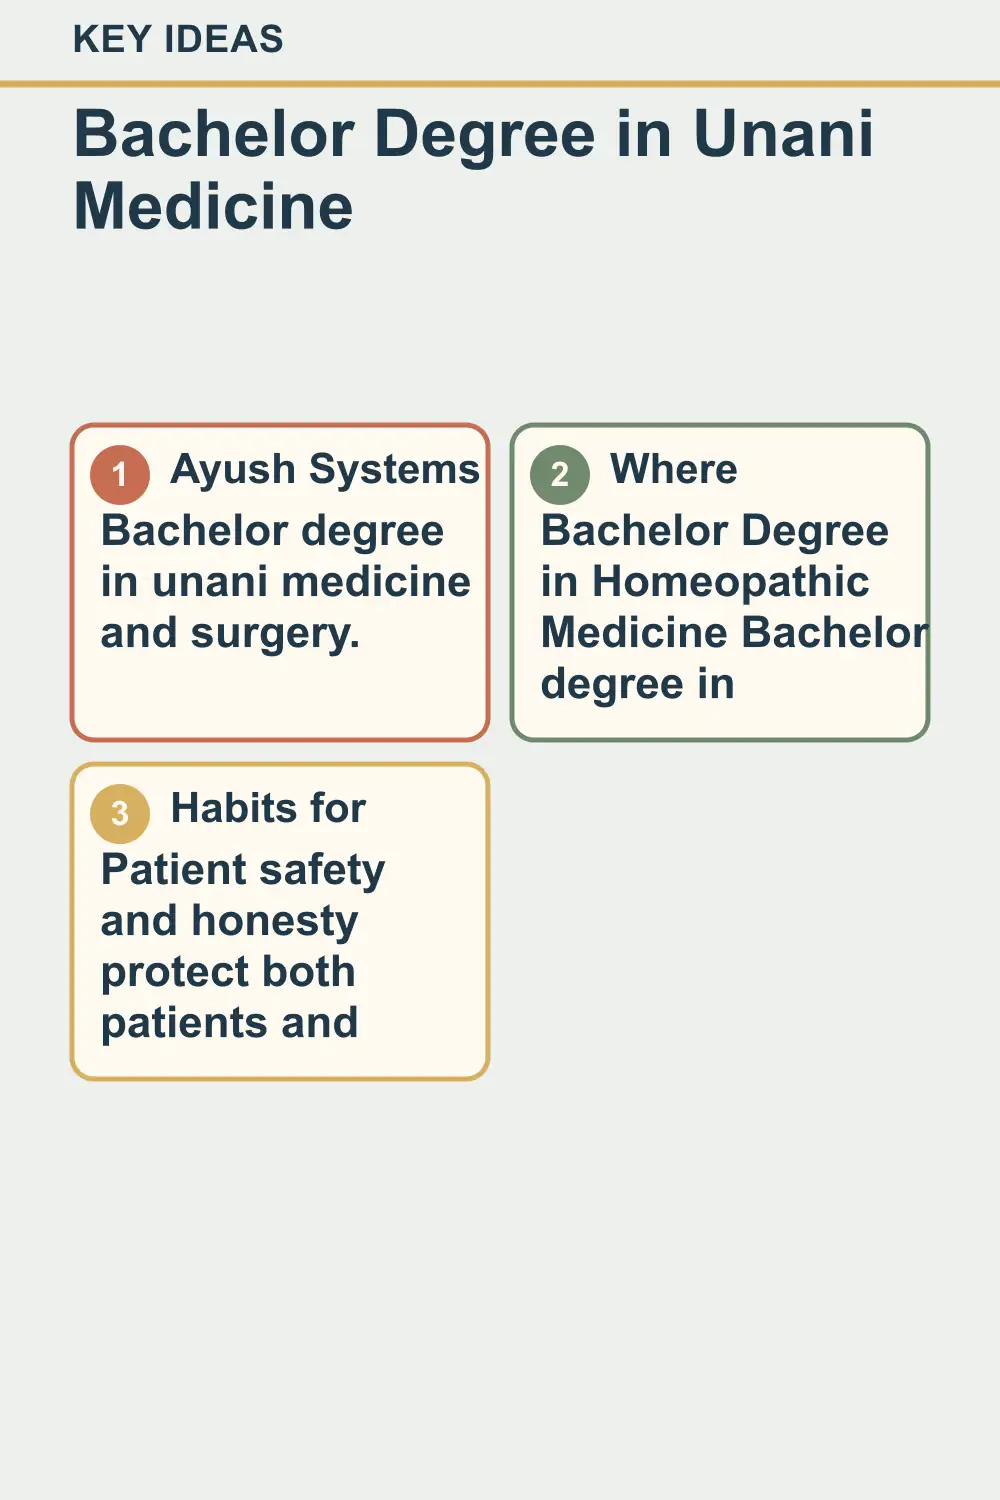 KEY IDEAS
Bachelor Degree in Unani
Medicine
1 Ayush Systems
Bachelor degree
in unani medicine
and surgery.
2 Where
Bachelor Degree
in Homeopathic
Medicine Bachelor
degree in
3 Habits for
Patient safety
and honesty
protect both
patients and